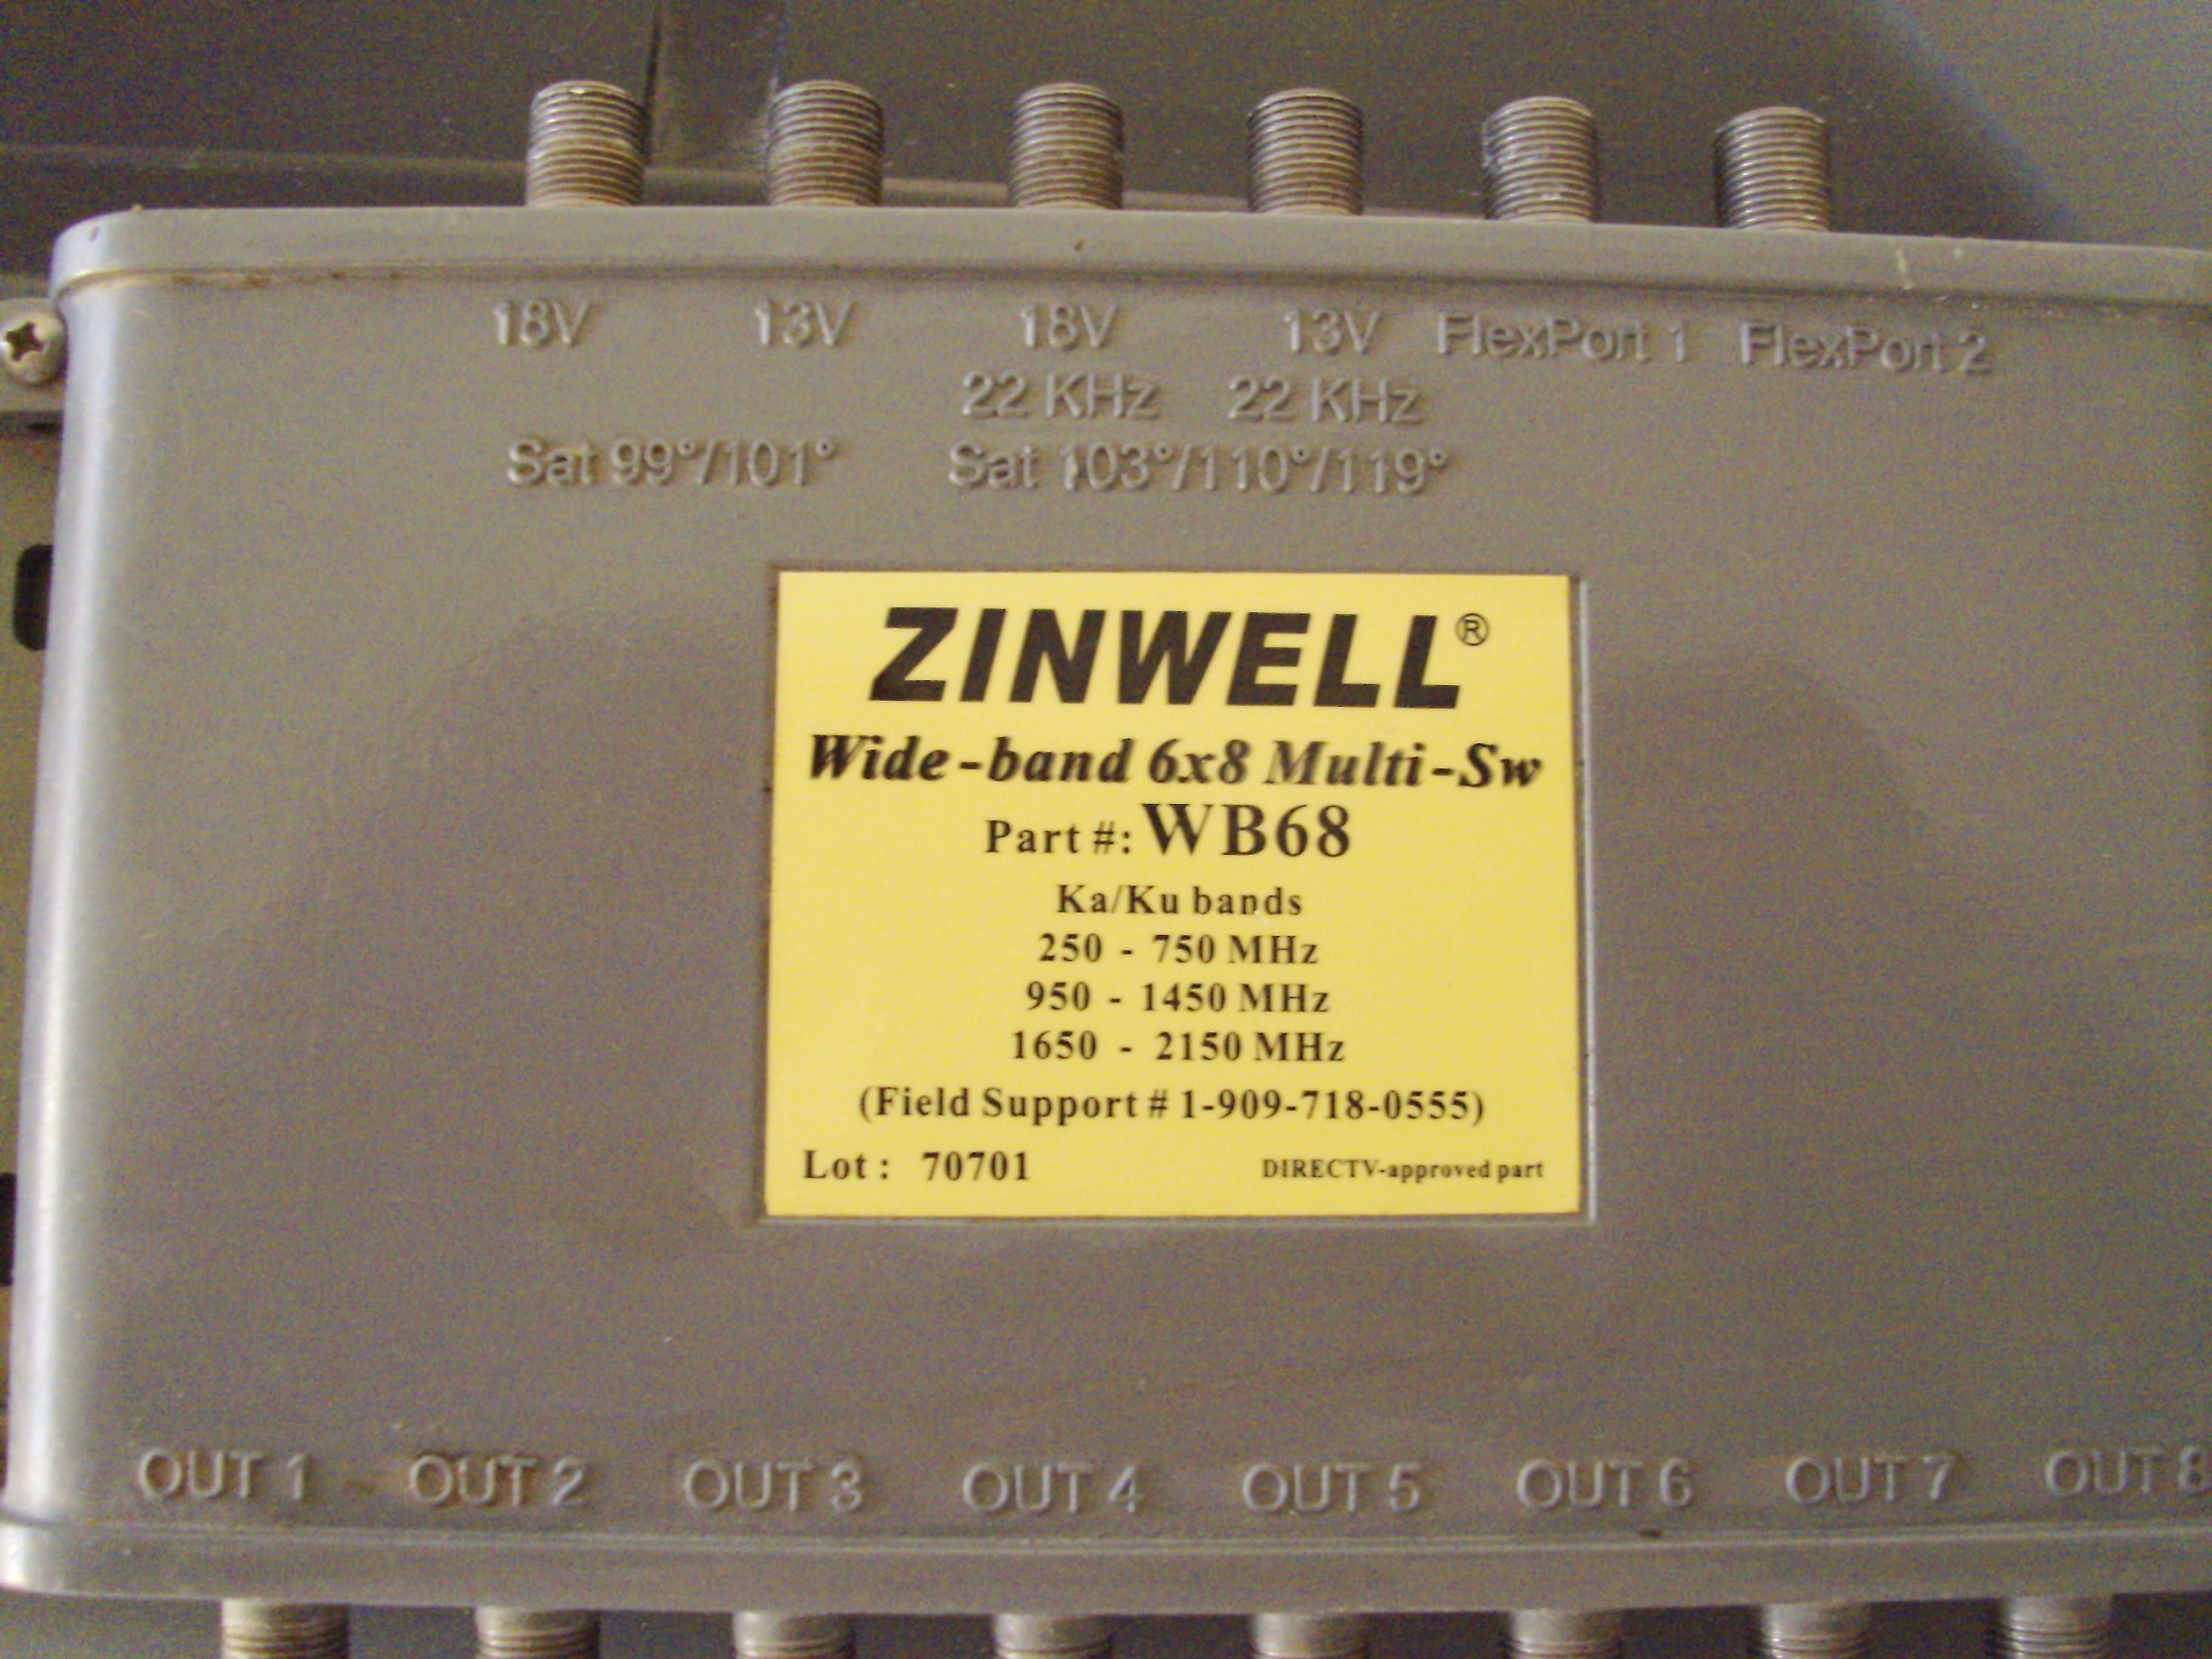 18V 13V 18V 13V FlexPort 1 FlexPort 2
22 KHz 22 KHz
Sat 99°/101° Sat 103°/110°/119°
ZINWELL®
Wide-band 6x8 Multi-Sw
Part #: WB68
Ka/Ku bands
250 - 750 MHz
950 - 1450 MHz
1650 - 2150 MHz
(Field Support # 1-909-718-0555)
Lot : 70701 DIRECTV-approved part
OUT 1 OUT 2 OUT 3 OUT 4 OUT 5 OUT 6 OUT 7 OUT 8